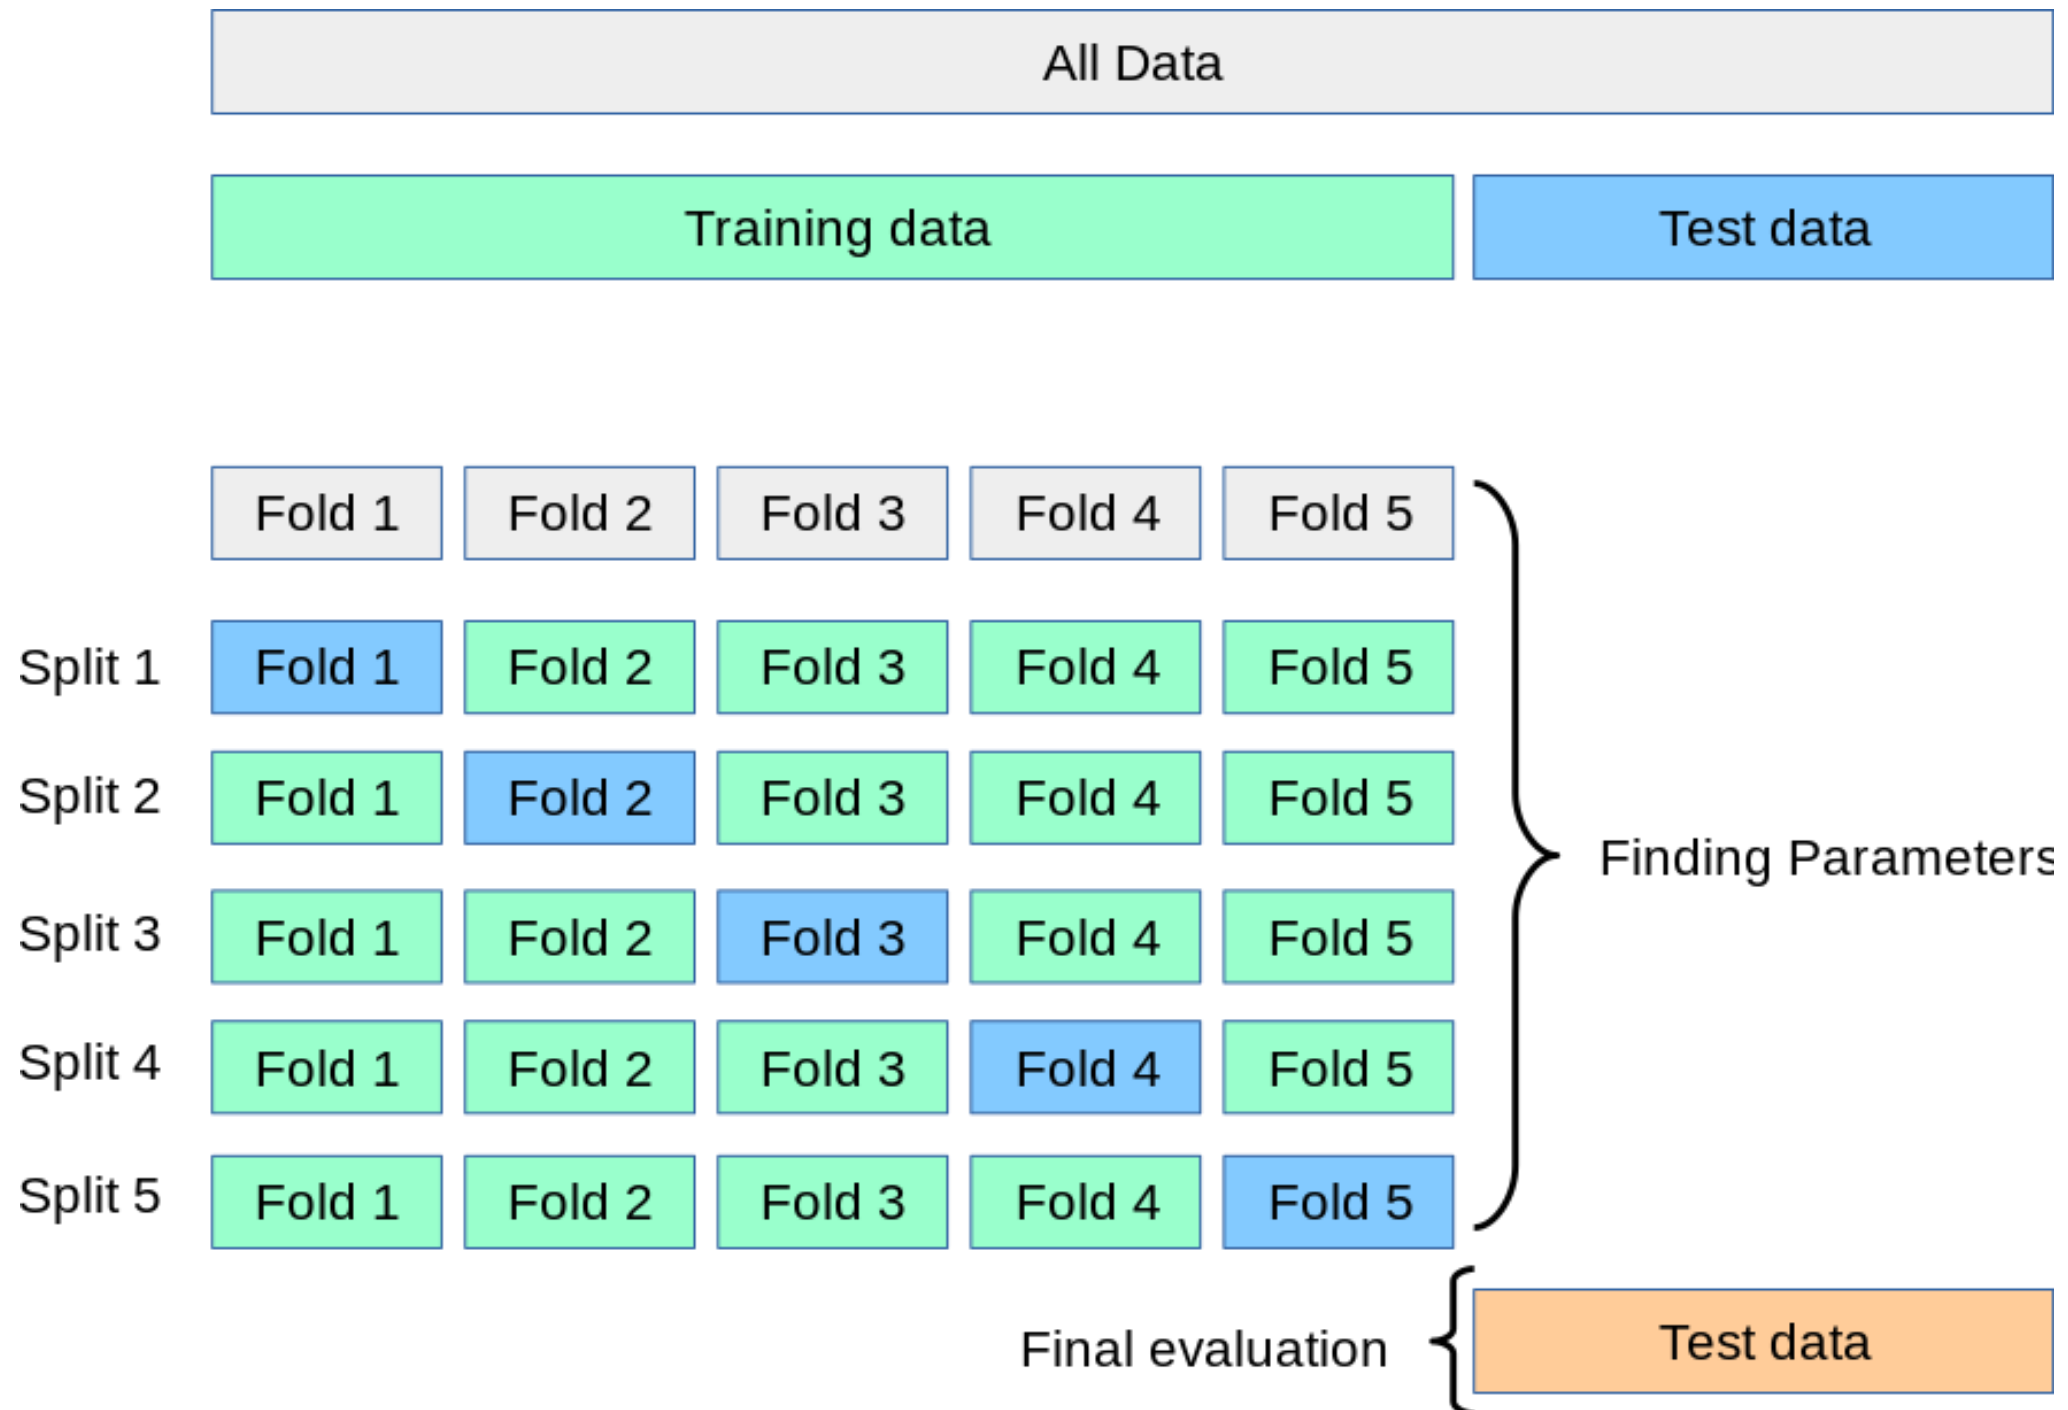 All Data
Training data Test data
Fold 1 Fold 2 Fold 3 Fold 4 Fold 5
Split 1 Fold 1 Fold 2 Fold 3 Fold 4 Fold 5
Split 2 Fold 1 Fold 2 Fold 3 Fold 4 Fold 5
Finding Parameters
Split 3 Fold 1 Fold 2 Fold 3 Fold 4 Fold 5
Split 4 Fold 1 Fold 2 Fold 3 Fold 4 Fold 5
Split 5 Fold 1 Fold 2 Fold 3 Fold 4 Fold 5
Final evaluation Test data